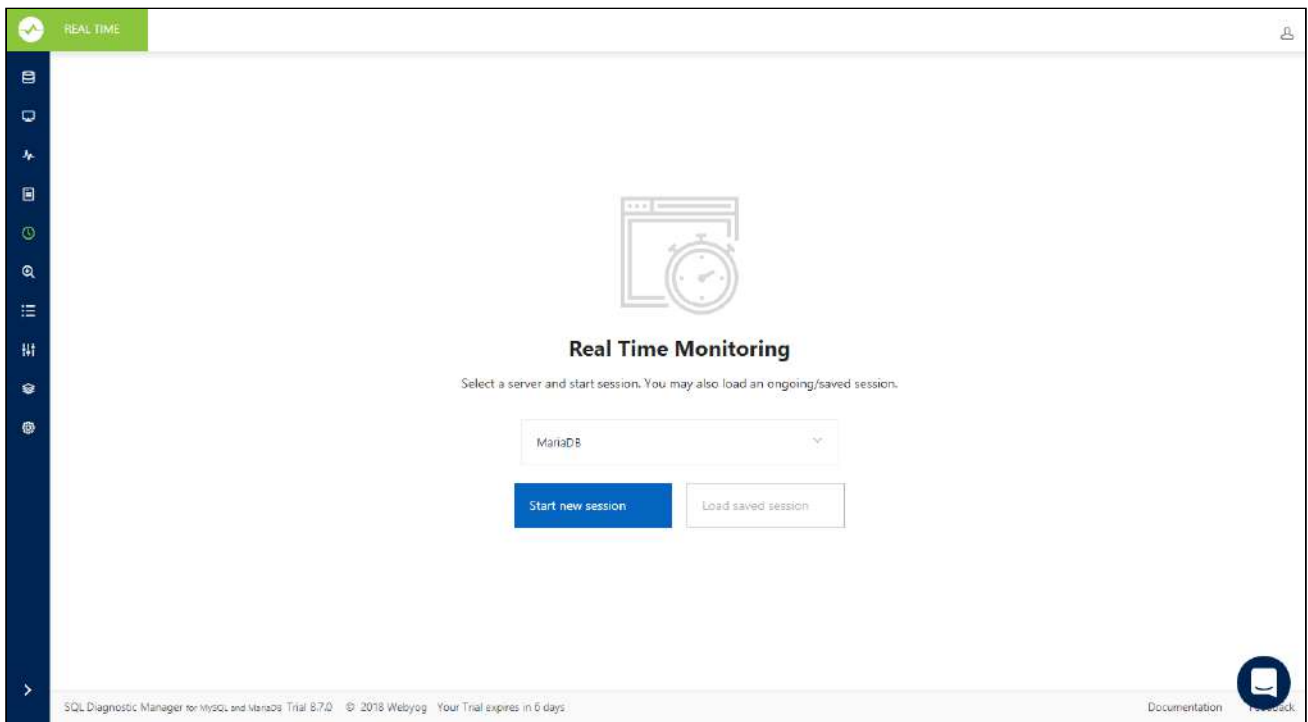 REAL TIME
Real Time Monitoring
Select a server and start session. You may also load an ongoing/saved session.
MariaDB
Start new session
Load saved session
SQL Diagnostic Manager for MySQL and MariaDB Trial 8.7.0 © 2018 Webyog Your Trial expires in 6 days
Documentation